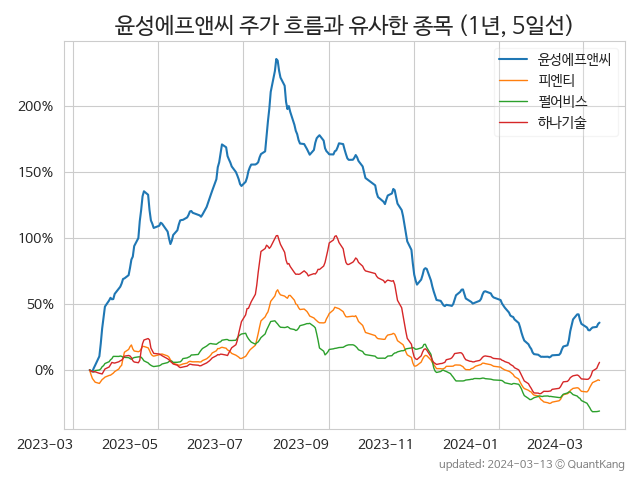 윤성에프앤씨 주가 흐름과 유사한 종목 (1년, 5일선)
윤성에프앤씨
피엔티
펄어비스
하나기술
200%
150%
100%
50%
0%
2023-03 2023-05 2023-07 2023-09 2023-11 2024-01 2024-03
updated: 2024-03-13 © QuantKang